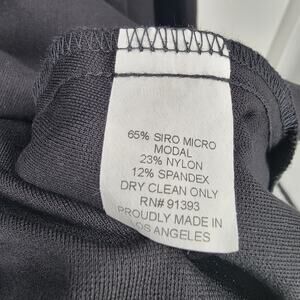 65% SIRO MICRO
MODAL
23% NYLON
12% SPANDEX
DRY CLEAN ONLY
RN# 91393
PROUDLY MADE IN
LOS ANGELES